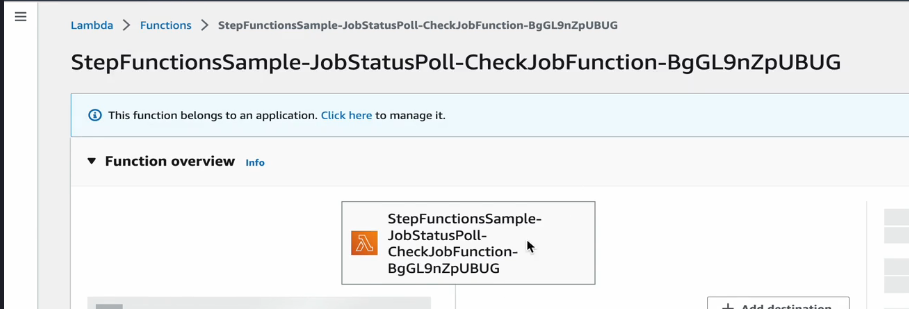 Lambda > Functions > StepFunctionsSample-JobStatusPoll-CheckJobFunction-BgGL9nZpUBUG
StepFunctionsSample-JobStatusPoll-CheckJobFunction-BgGL9nZpUBUG
This function belongs to an application. Click here to manage it.
Function overview Info
StepFunctionsSample-
JobStatusPoll-
CheckJobFunction-
BgGL9nZpUBUG
+ Add destination